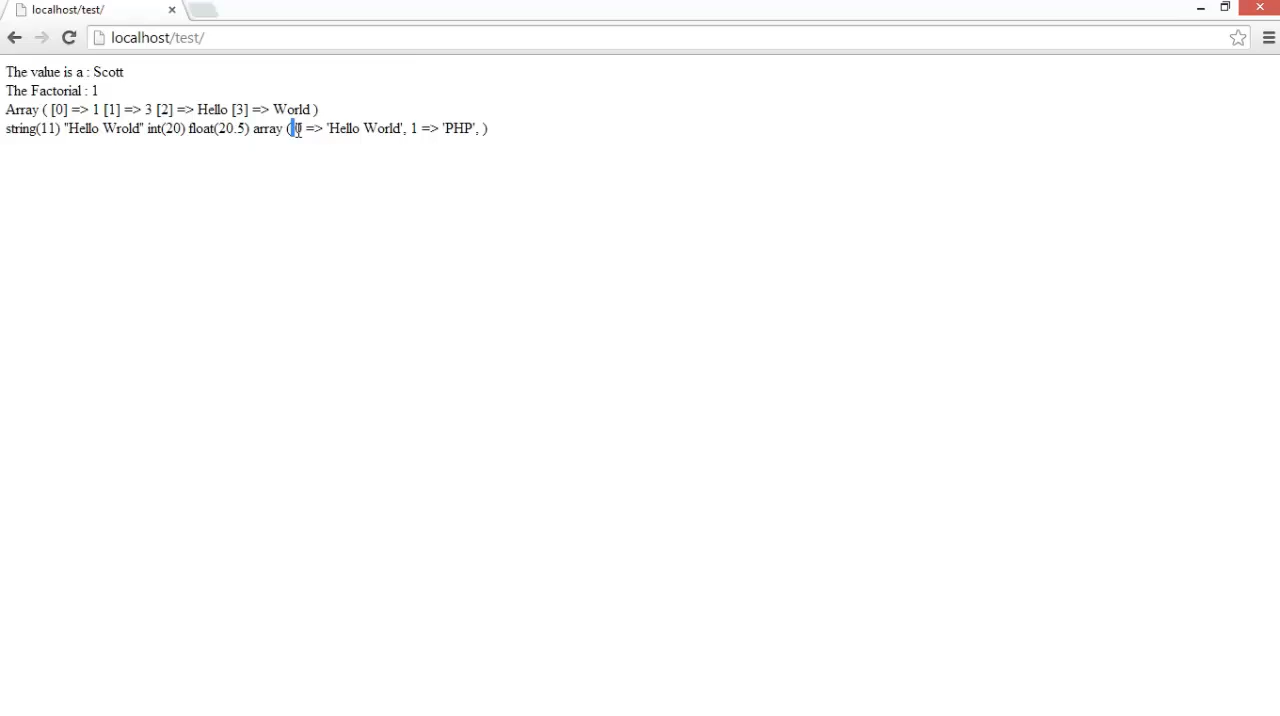 localhost/test/
localhost/test/
The value is a : Scott
The Factorial : 1
Array ( [0] => 1 [1] => 3 [2] => Hello [3] => World )
string(11) "Hello Wrold" int(20) float(20.5) array ( 0 => 'Hello World', 1 => 'PHP', )